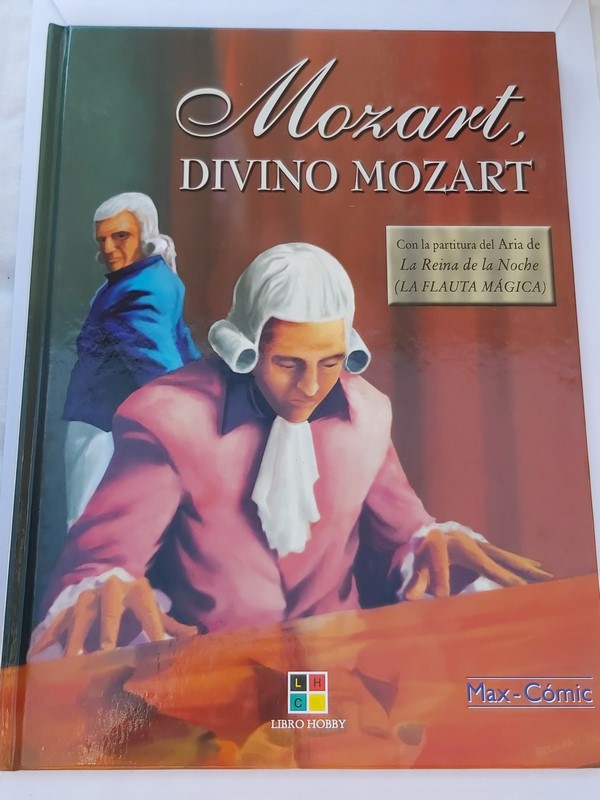 Mozart,
DIVINO MOZART
Con la partitura del Aria de
La Reina de la Noche
(LA FLAUTA MÁGICA)
L H
C
LIBRO HOBBY
Max-Cómic